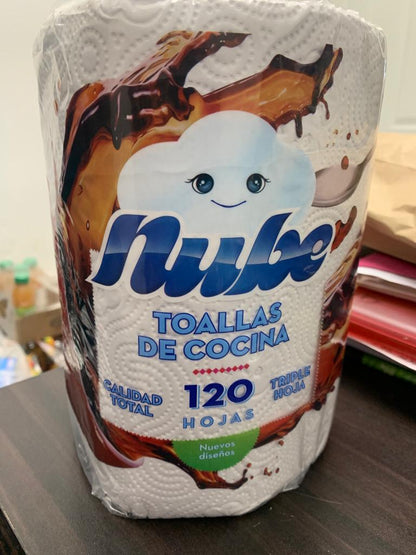 Nube
TOALLAS
DE COCINA
CALIDAD
TOTAL
120
HOJAS
TRIPLE
HOJA
Nuevos
diseños